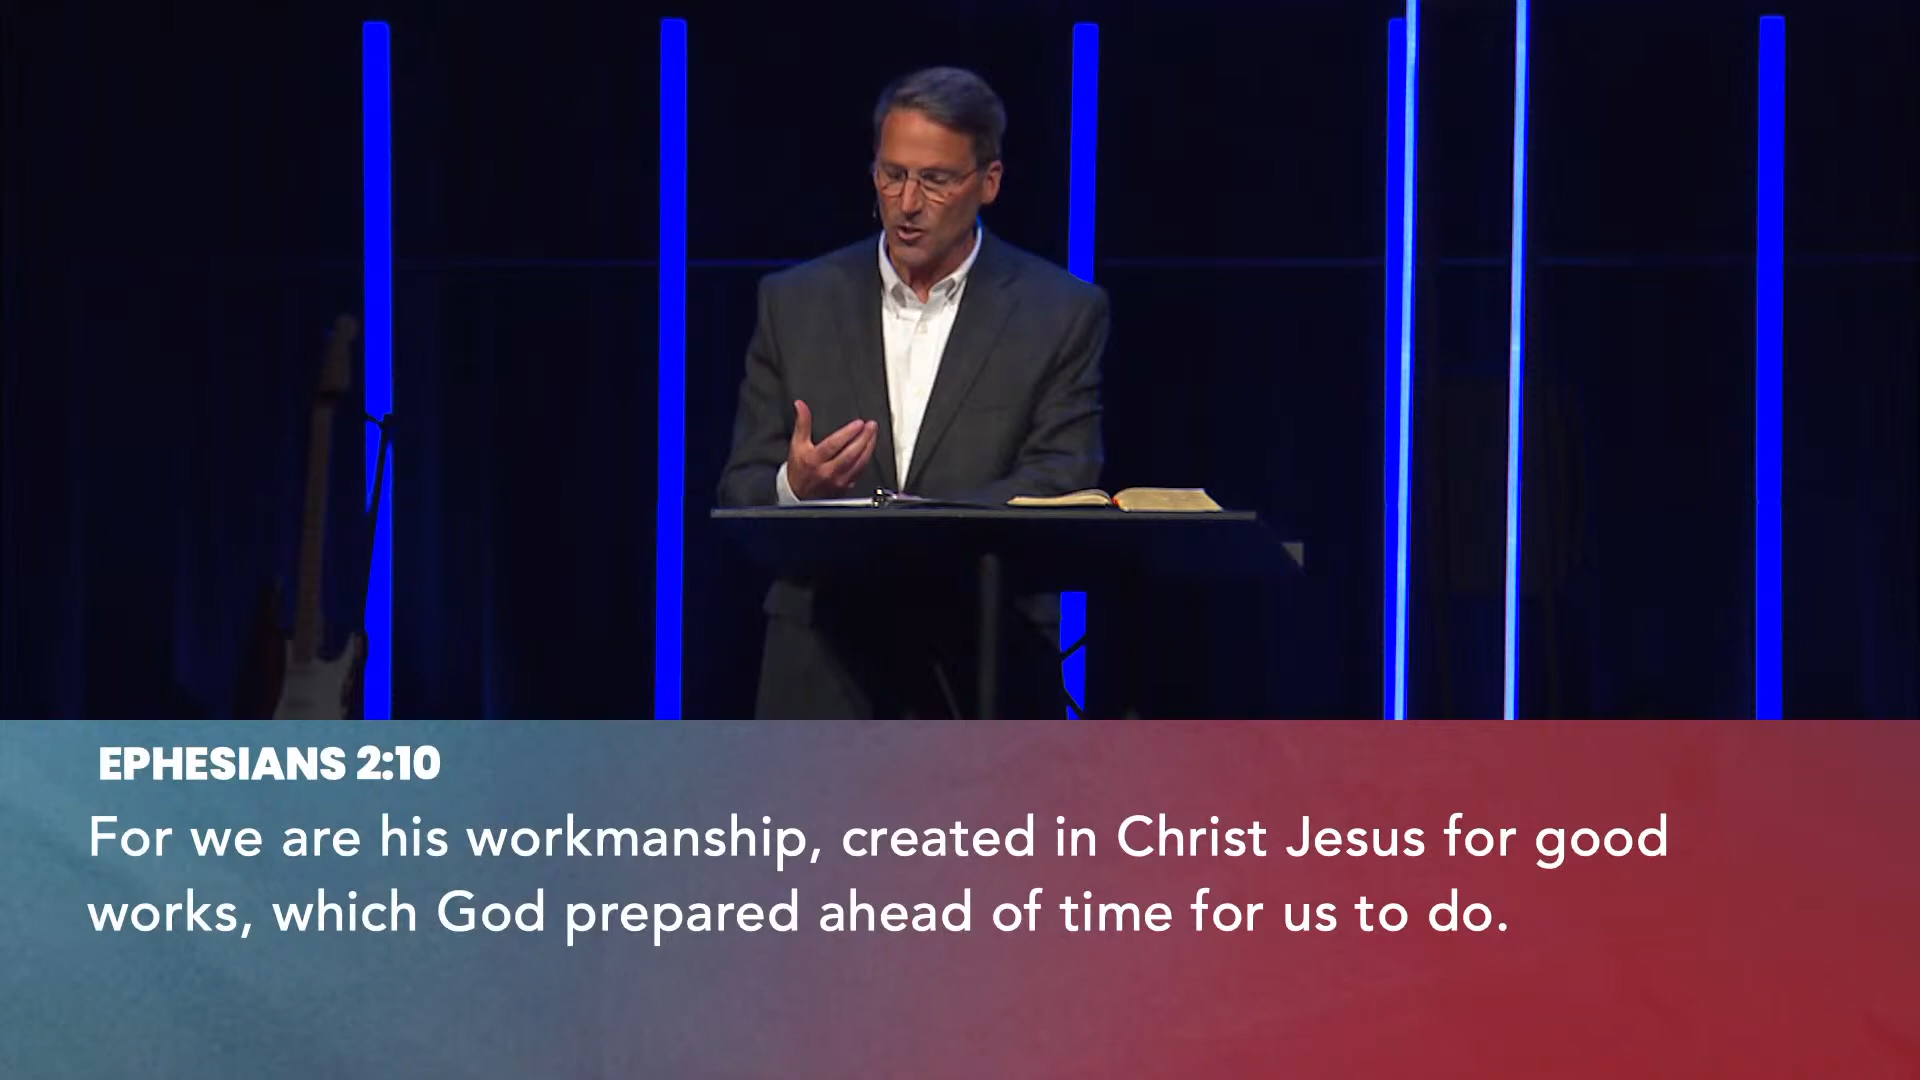 EPHESIANS 2:10
For we are his workmanship, created in Christ Jesus for good
works, which God prepared ahead of time for us to do.